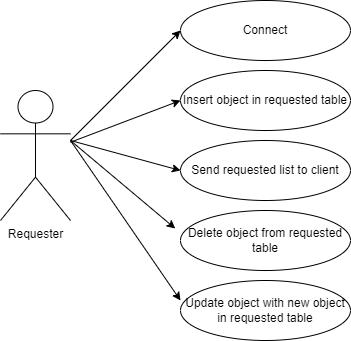 Connect
Insert object in requested table
Send requested list to client
Requester
Delete object from requested
table
Update object with new object
in requested table